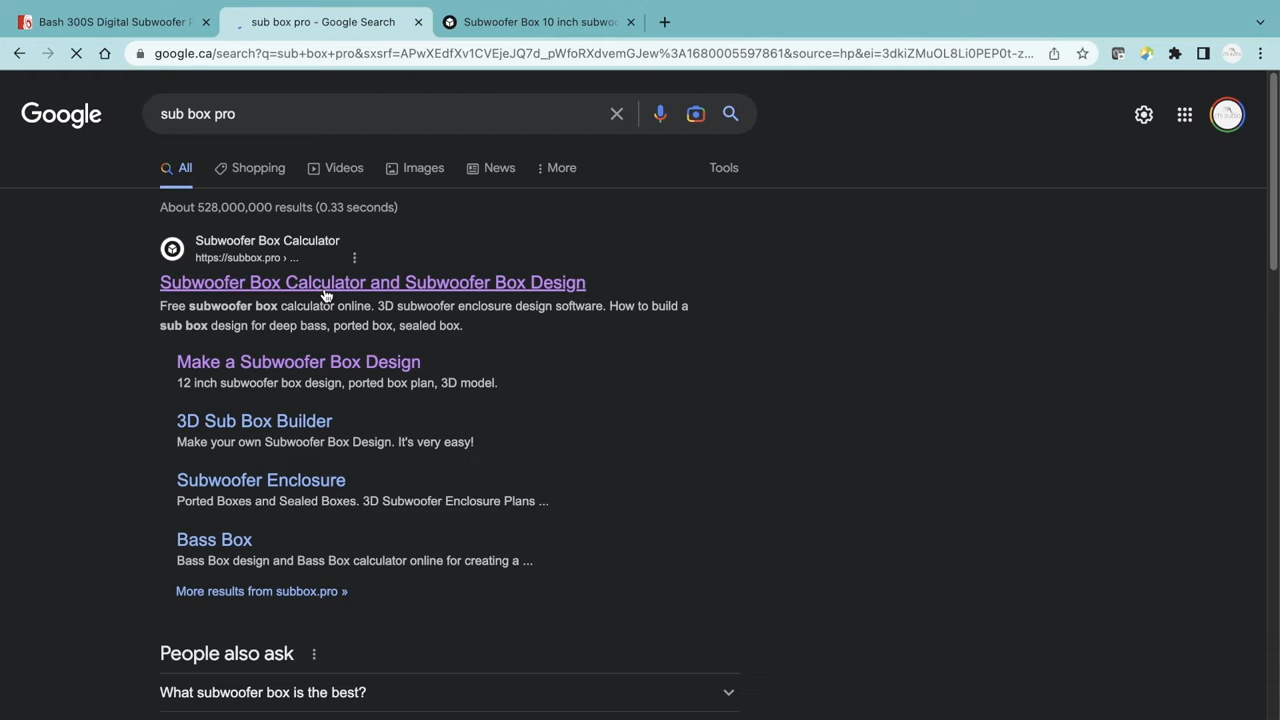 Bash 300S Digital Subwoofer P
sub box pro - Google Search
Subwoofer Box 10 inch subwoo
google.ca/search?q=sub+box+pro&sxsrf=APwXEdfXv1CVEjeJQ7d_pWfoRXdvemGJew%3A1680005597861&source=hp&ei=3dkiZMuOL8Li0PEP0t-z...
Google
sub box pro
All
Shopping
Videos
Images
News
More
Tools
About 528,000,000 results (0.33 seconds)
Subwoofer Box Calculator
https://subbox.pro › ...
Subwoofer Box Calculator and Subwoofer Box Design
Free subwoofer box calculator online. 3D subwoofer enclosure design software. How to build a
sub box design for deep bass, ported box, sealed box.
Make a Subwoofer Box Design
12 inch subwoofer box design, ported box plan, 3D model.
3D Sub Box Builder
Make your own Subwoofer Box Design. It's very easy!
Subwoofer Enclosure
Ported Boxes and Sealed Boxes. 3D Subwoofer Enclosure Plans ...
Bass Box
Bass Box design and Bass Box calculator online for creating a ...
More results from subbox.pro »
People also ask
What subwoofer box is the best?